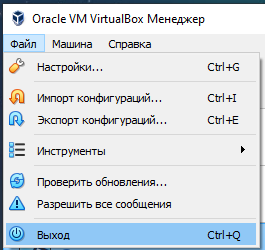 Oracle VM VirtualBox Менеджер
Файл Машина Справка
Настройки... Ctrl+G
Импорт конфигураций... Ctrl+I
Экспорт конфигураций... Ctrl+E
Инструменты
Проверить обновления...
Разрешить все сообщения
Выход Ctrl+Q